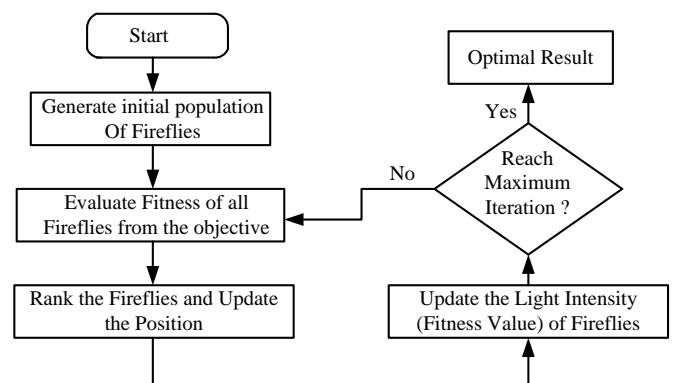 Start
Generate initial population
Of Fireflies
Evaluate Fitness of all
Fireflies from the objective
Rank the Fireflies and Update
the Position
Optimal Result
Yes
Reach
Maximum
Iteration ?
No
Update the Light Intensity
(Fitness Value) of Fireflies